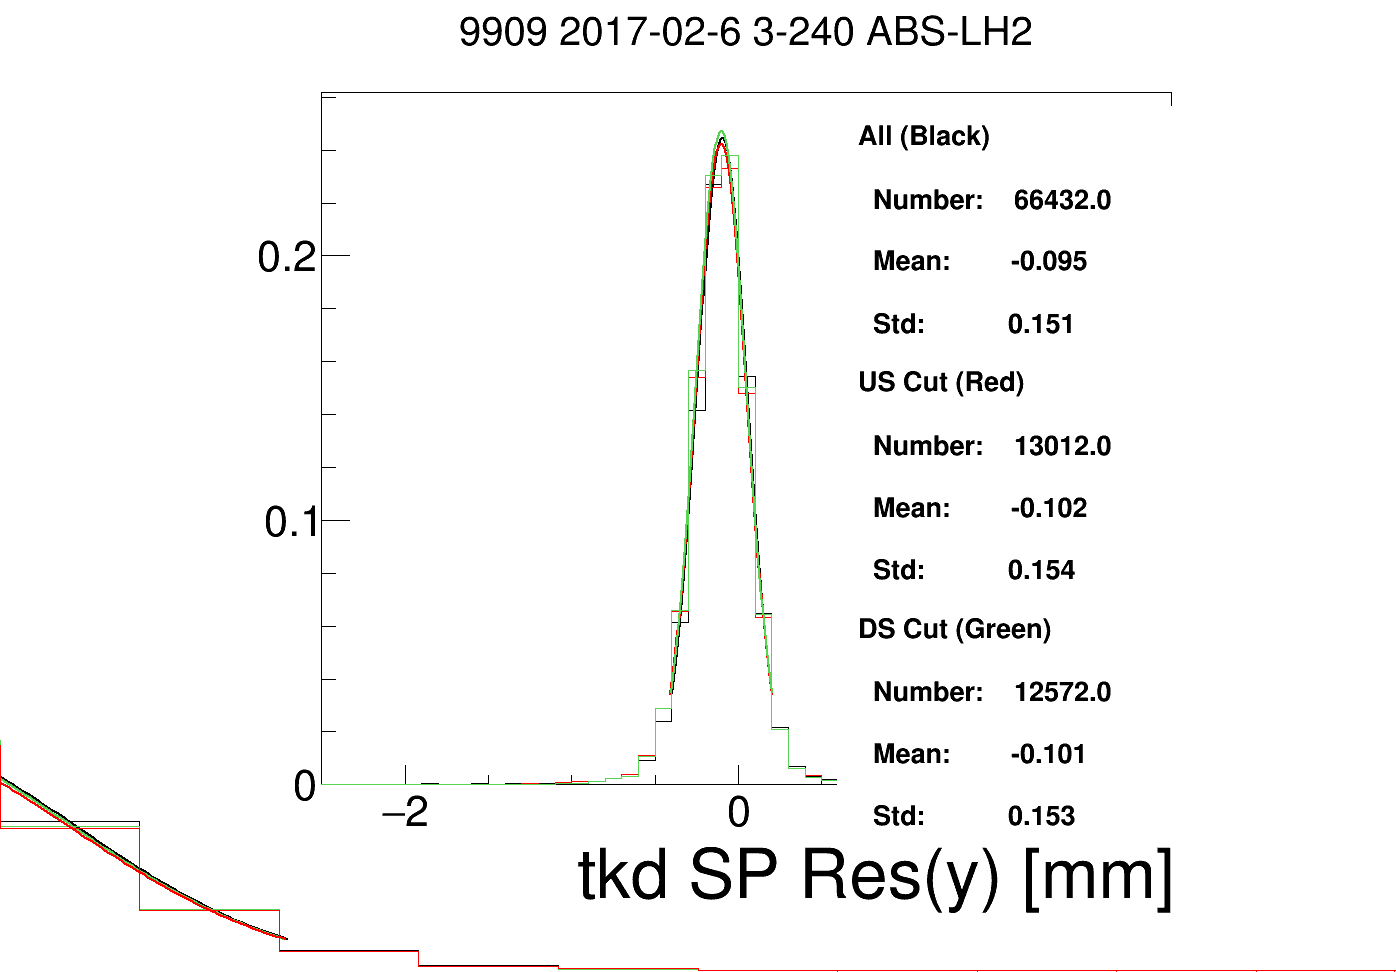 9909 2017-02-6 3-240 ABS-LH2
All (Black)
Number: 66432.0
Mean: -0.095
Std: 0.151
US Cut (Red)
Number: 13012.0
Mean: -0.102
Std: 0.154
DS Cut (Green)
Number: 12572.0
Mean: -0.101
Std: 0.153
0.2
0.1
0
−2 0
tkd SP Res(y) [mm]